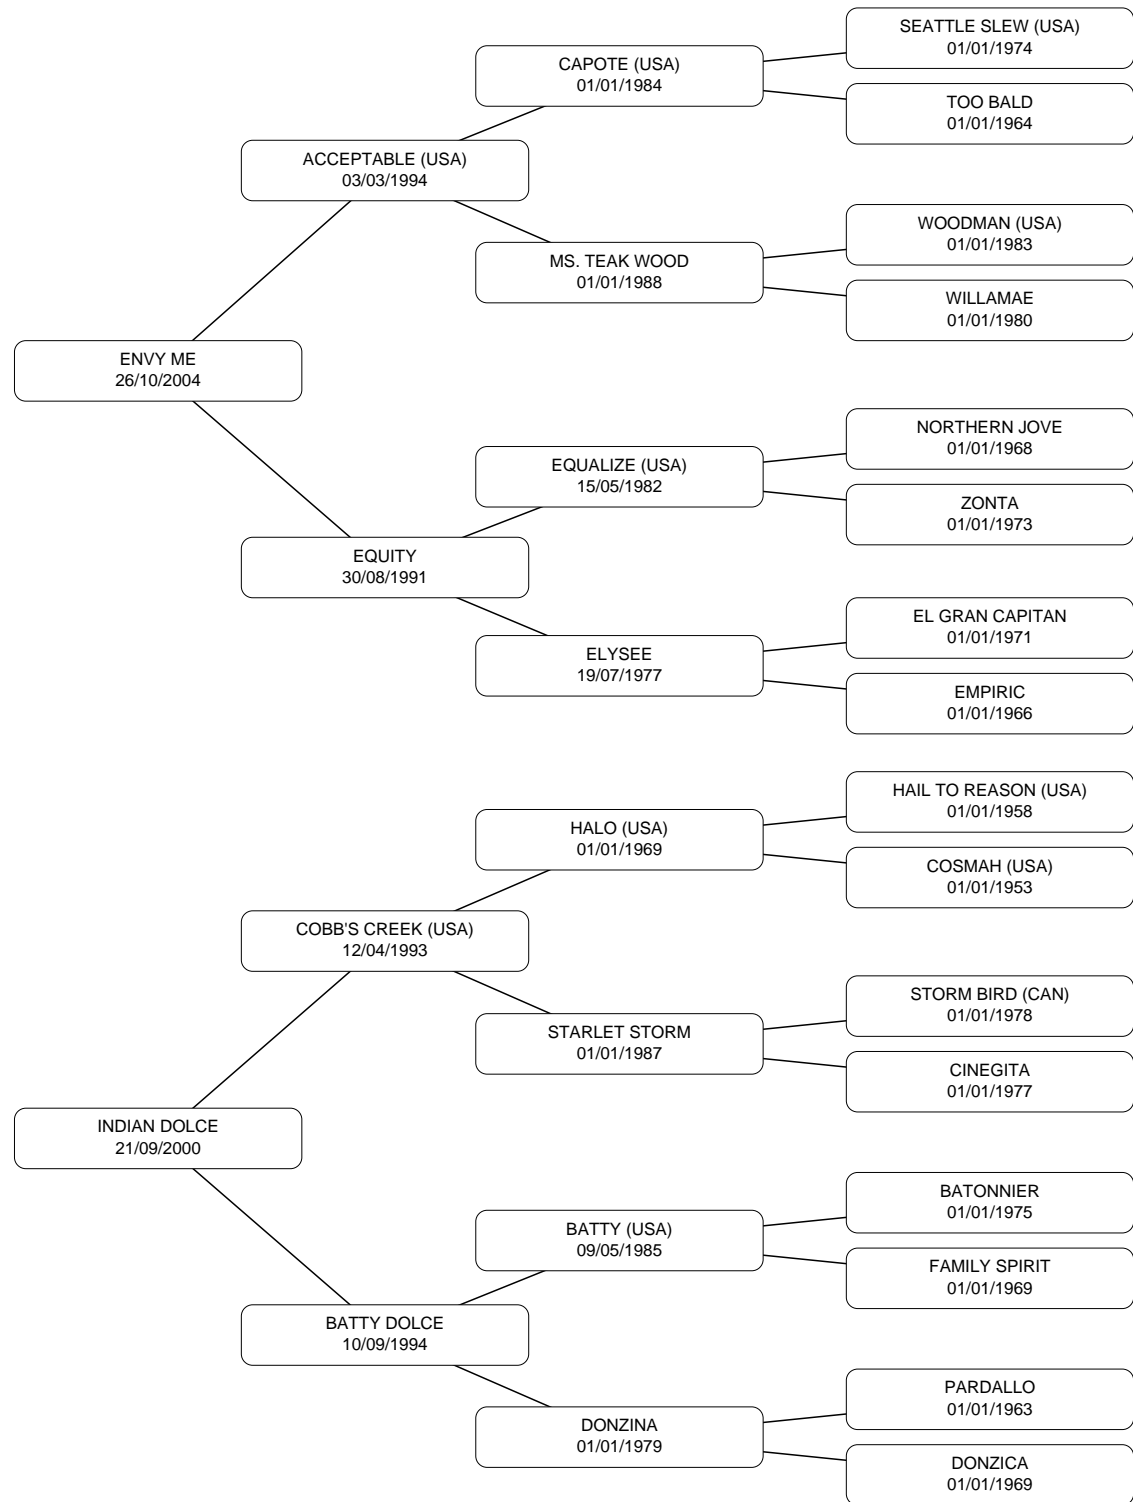 SEATTLE SLEW (USA)
01/01/1974
CAPOTE (USA)
01/01/1984
TOO BALD
01/01/1964
ACCEPTABLE (USA)
03/03/1994
WOODMAN (USA)
01/01/1983
MS. TEAK WOOD
01/01/1988
WILLAMAE
01/01/1980
ENVY ME
26/10/2004
NORTHERN JOVE
01/01/1968
EQUALIZE (USA)
15/05/1982
ZONTA
01/01/1973
EQUITY
30/08/1991
EL GRAN CAPITAN
01/01/1971
ELYSEE
19/07/1977
EMPIRIC
01/01/1966
HAIL TO REASON (USA)
01/01/1958
HALO (USA)
01/01/1969
COSMAH (USA)
01/01/1953
COBB'S CREEK (USA)
12/04/1993
STORM BIRD (CAN)
01/01/1978
STARLET STORM
01/01/1987
CINEGITA
01/01/1977
INDIAN DOLCE
21/09/2000
BATONNIER
01/01/1975
BATTY (USA)
09/05/1985
FAMILY SPIRIT
01/01/1969
BATTY DOLCE
10/09/1994
PARDALLO
01/01/1963
DONZINA
01/01/1979
DONZICA
01/01/1969